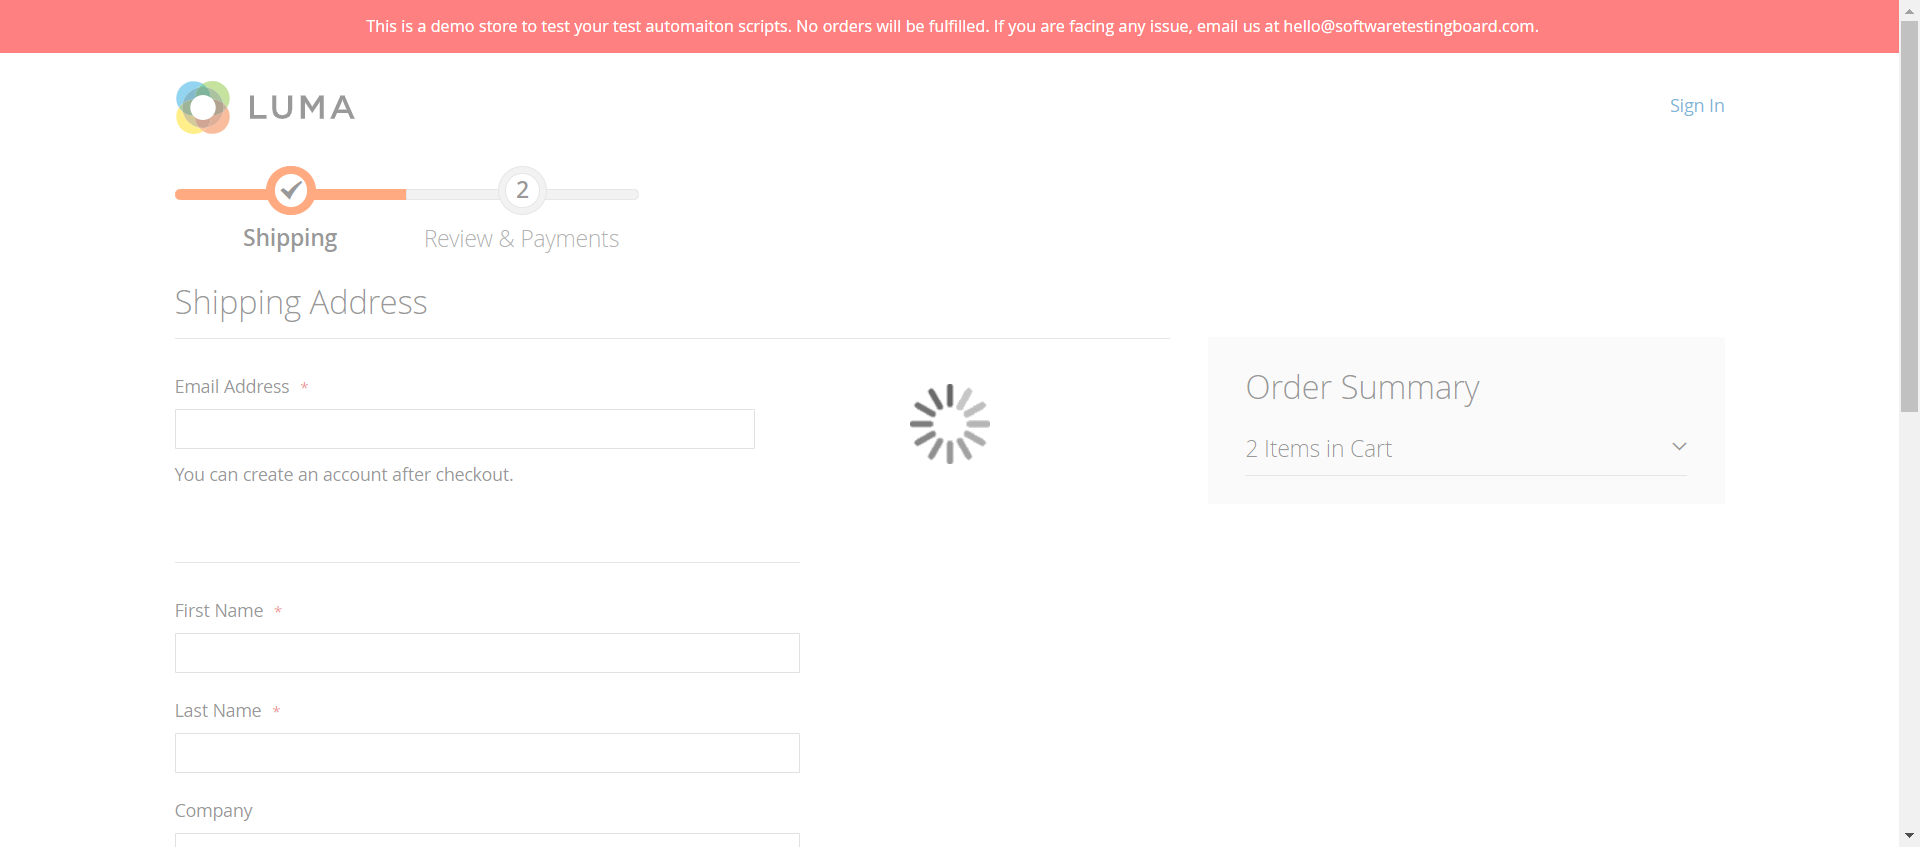 This is a demo store to test your test automaiton scripts. No orders will be fulfilled. If you are facing any issue, email us at hello@softwaretestingboard.com.
LUMA
Sign In
2
Shipping
Review & Payments
Shipping Address
Email Address *
You can create an account after checkout.
Order Summary
2 Items in Cart
First Name *
Last Name *
Company